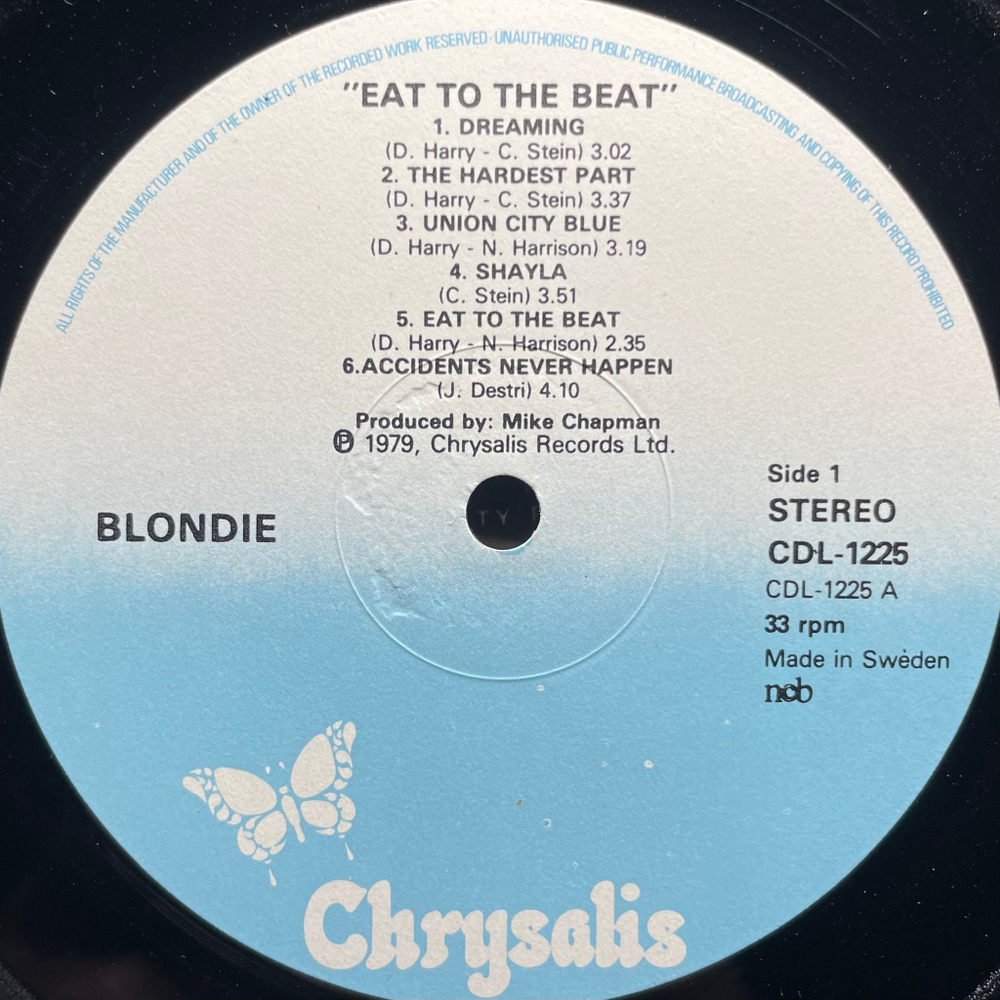 ALL RIGHTS OF THE MANUFACTURER AND OF THE OWNER OF THE RECORDED WORK RESERVED · UNAUTHORISED PUBLIC PERFORMANCE BROADCASTING AND COPYING OF THIS RECORD PROHIBITED
"EAT TO THE BEAT"
1. DREAMING
(D. Harry - C. Stein) 3.02
2. THE HARDEST PART
(D. Harry - C. Stein) 3.37
3. UNION CITY BLUE
(D. Harry - N. Harrison) 3.19
4. SHAYLA
(C. Stein) 3.51
5. EAT TO THE BEAT
(D. Harry - N. Harrison) 2.35
6.ACCIDENTS NEVER HAPPEN
(J. Destri) 4.10
Produced by: Mike Chapman
℗ 1979, Chrysalis Records Ltd.
BLONDIE
TY
Side 1
STEREO
CDL-1225
CDL-1225 A
33 rpm
Made in Swèden
ncb
Chrysalis